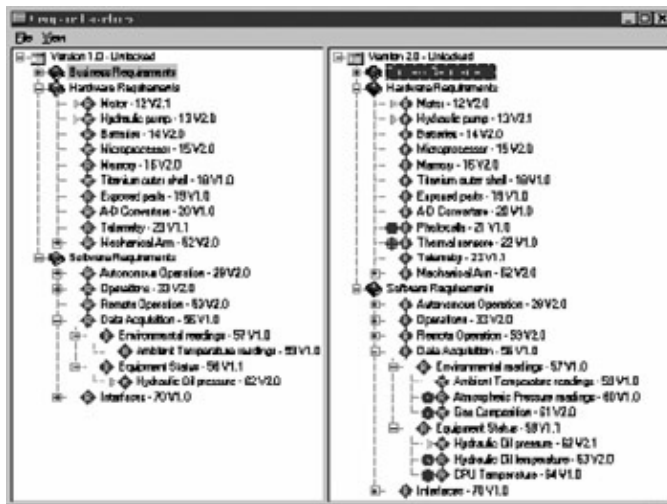 File View
Version 1.0 - Unlocked
Business Requirements
Hardware Requirements
Motor - 12 V2.1
Hydraulic pump - 13 V2.0
Batteries - 14 V2.0
Microprocessor - 15 V2.0
Memory - 16 V2.0
Titanium outer shell - 18 V1.0
Exposed parts - 19 V1.0
A-D Converters - 20 V1.0
Telemetry - 23 V1.1
Mechanical Arm - 62 V2.0
Software Requirements
Autonomous Operation - 29 V2.0
Operations - 33 V2.0
Remote Operation - 53 V2.0
Data Acquisition - 56 V1.0
Environmental readings - 57 V1.0
Ambient Temperature readings - 59 V1.0
Equipment Status - 58 V1.1
Hydraulic Oil pressure - 62 V2.0
Interfaces - 70 V1.0
Version 2.0 - Unlocked
Hardware Requirements
Motor - 12 V2.0
Hydraulic pump - 13 V2.1
Batteries - 14 V2.0
Microprocessor - 15 V2.0
Memory - 16 V2.0
Titanium outer shell - 18 V1.0
Exposed parts - 19 V1.0
A-D Converters - 20 V1.0
Photocells - 21 V1.0
Thermal sensors - 22 V1.0
Telemetry - 23 V1.1
Mechanical Arm - 62 V2.0
Software Requirements
Autonomous Operation - 29 V2.0
Operations - 33 V2.0
Remote Operation - 53 V2.0
Data Acquisition - 56 V1.0
Environmental readings - 57 V1.0
Ambient Temperature readings - 59 V1.0
Atmospheric Pressure readings - 60 V1.0
Gas Composition - 61 V2.0
Equipment Status - 58 V1.1
Hydraulic Oil pressure - 62 V2.1
Hydraulic Oil temperature - 63 V2.0
CPU Temperature - 64 V1.0
Interfaces - 70 V1.0